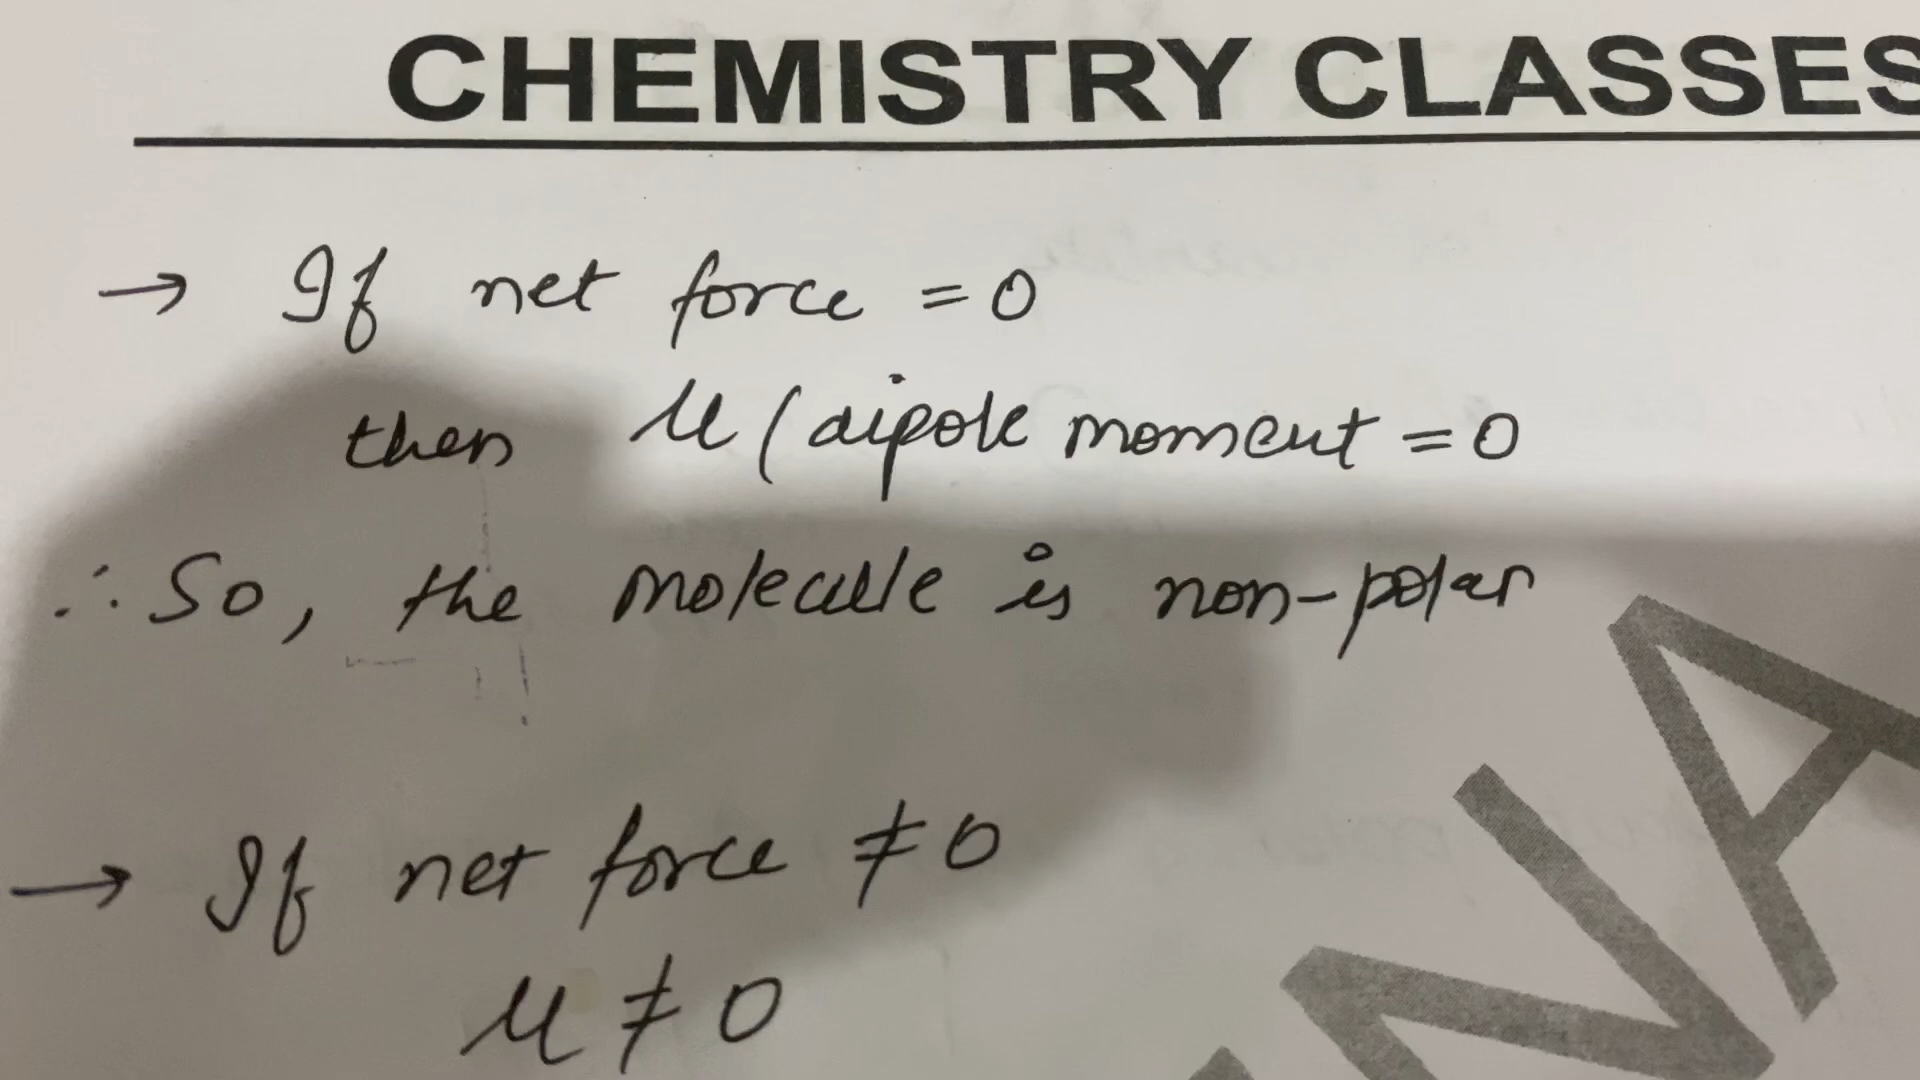 CHEMISTRY CLASSES
→ If net force = 0
then μ (dipole moment = 0
∴ So, the molecule is non-polar
→ If net force ≠ 0
μ ≠ 0
NA